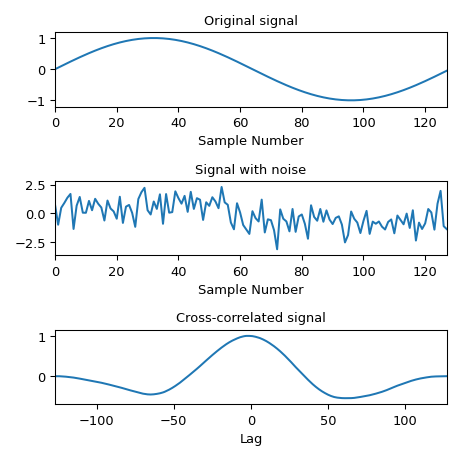 Original signal
1
0
−1
0 20 40 60 80 100 120
Sample Number
Signal with noise
2.5
0.0
−2.5
0 20 40 60 80 100 120
Sample Number
Cross-correlated signal
1
0
−100 −50 0 50 100
Lag